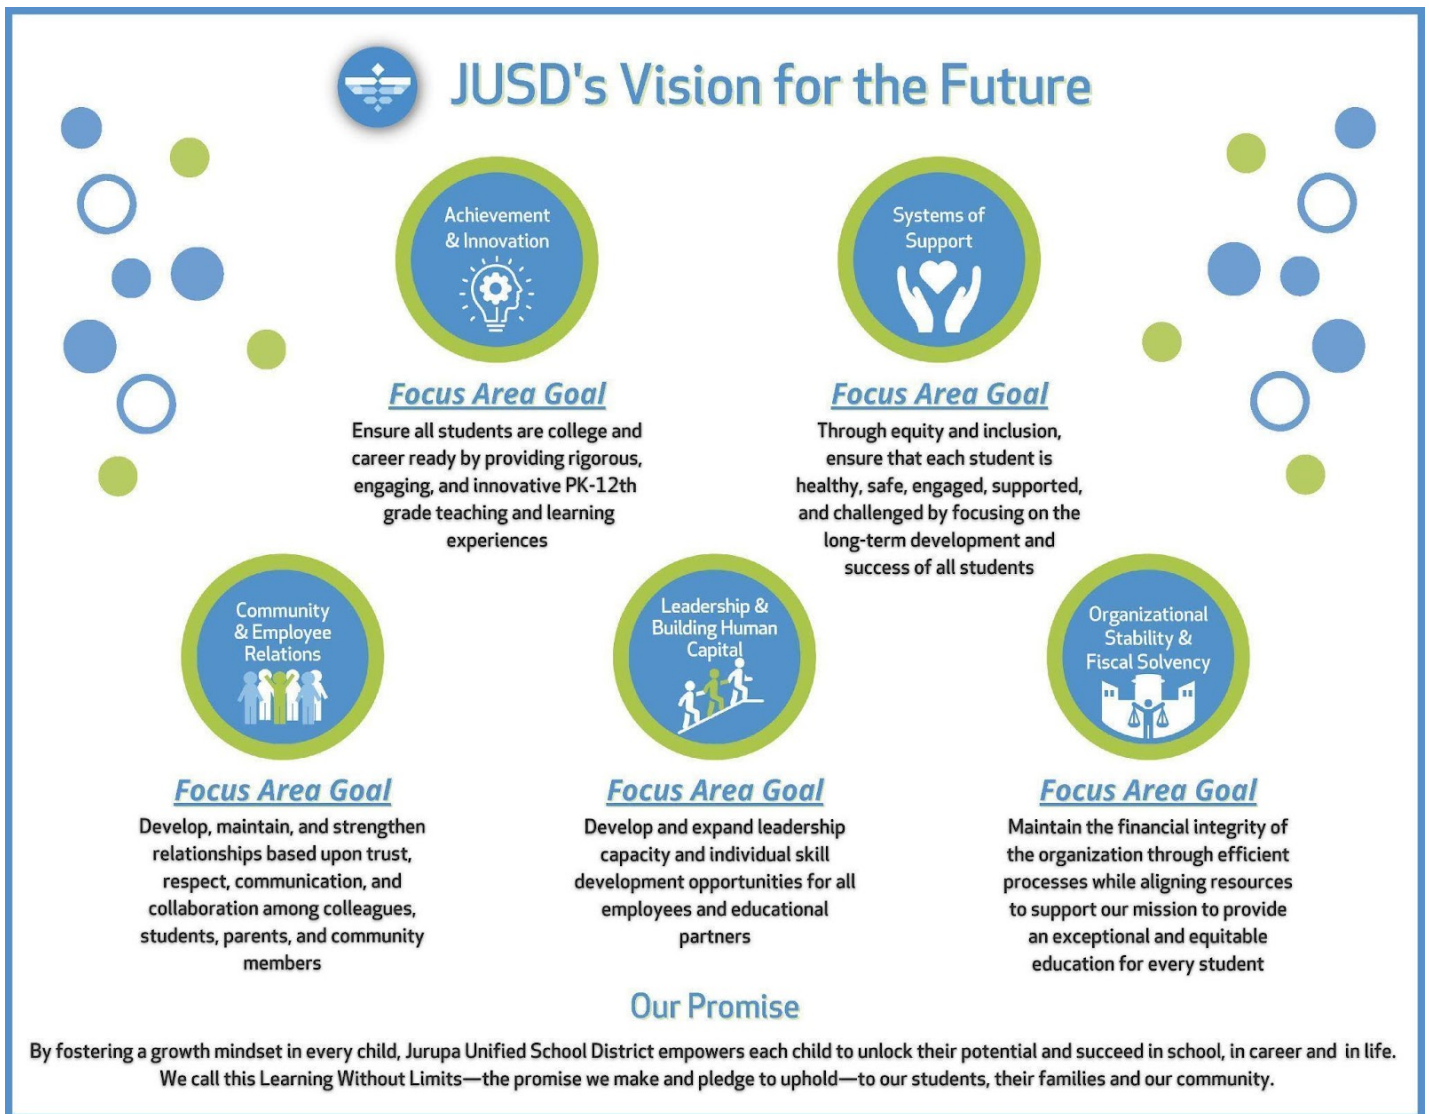 JUSD's Vision for the Future
Achievement
& Innovation
Focus Area Goal
Ensure all students are college and
career ready by providing rigorous,
engaging, and innovative PK-12th
grade teaching and learning
experiences
Systems of
Support
Focus Area Goal
Through equity and inclusion,
ensure that each student is
healthy, safe, engaged, supported,
and challenged by focusing on the
long-term development and
success of all students
Community
& Employee
Relations
Focus Area Goal
Develop, maintain, and strengthen
relationships based upon trust,
respect, communication, and
collaboration among colleagues,
students, parents, and community
members
Leadership &
Building Human
Capital
Focus Area Goal
Develop and expand leadership
capacity and individual skill
development opportunities for all
employees and educational
partners
Organizational
Stability &
Fiscal Solvency
Focus Area Goal
Maintain the financial integrity of
the organization through efficient
processes while aligning resources
to support our mission to provide
an exceptional and equitable
education for every student
Our Promise
By fostering a growth mindset in every child, Jurupa Unified School District empowers each child to unlock their potential and succeed in school, in career and in life.
We call this Learning Without Limits—the promise we make and pledge to uphold—to our students, their families and our community.